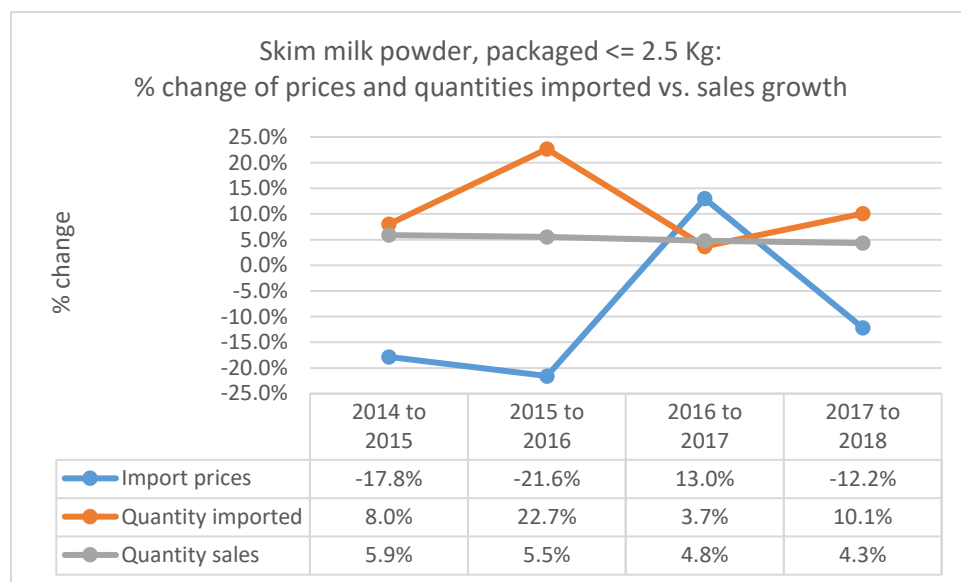 Skim milk powder, packaged <= 2.5 Kg:
% change of prices and quantities imported vs. sales growth
% change
25.0%
20.0%
15.0%
10.0%
5.0%
0.0%
-5.0%
-10.0%
-15.0%
-20.0%
-25.0%
2014 to 2015 2015 to 2016 2016 to 2017 2017 to 2018
Import prices -17.8% -21.6% 13.0% -12.2%
Quantity imported 8.0% 22.7% 3.7% 10.1%
Quantity sales 5.9% 5.5% 4.8% 4.3%